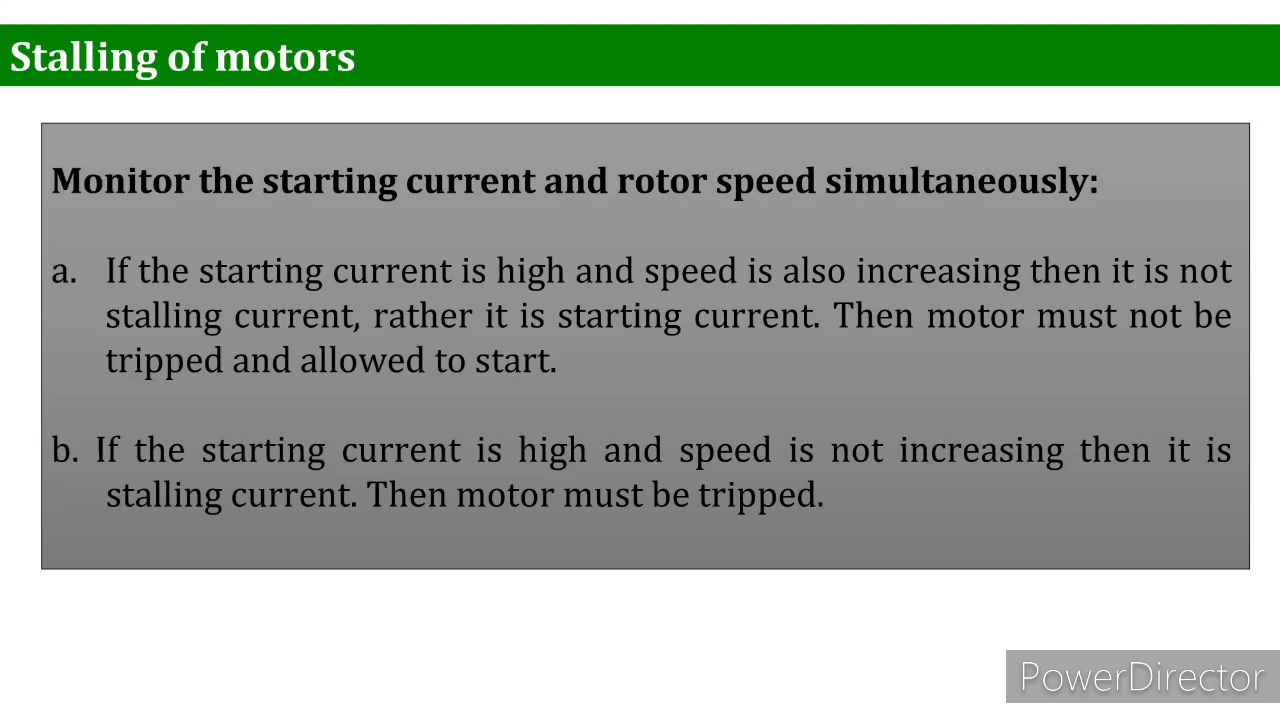 Stalling of motors
Monitor the starting current and rotor speed simultaneously:
a. If the starting current is high and speed is also increasing then it is not
stalling current, rather it is starting current. Then motor must not be
tripped and allowed to start.
b. If the starting current is high and speed is not increasing then it is
stalling current. Then motor must be tripped.
PowerDirector